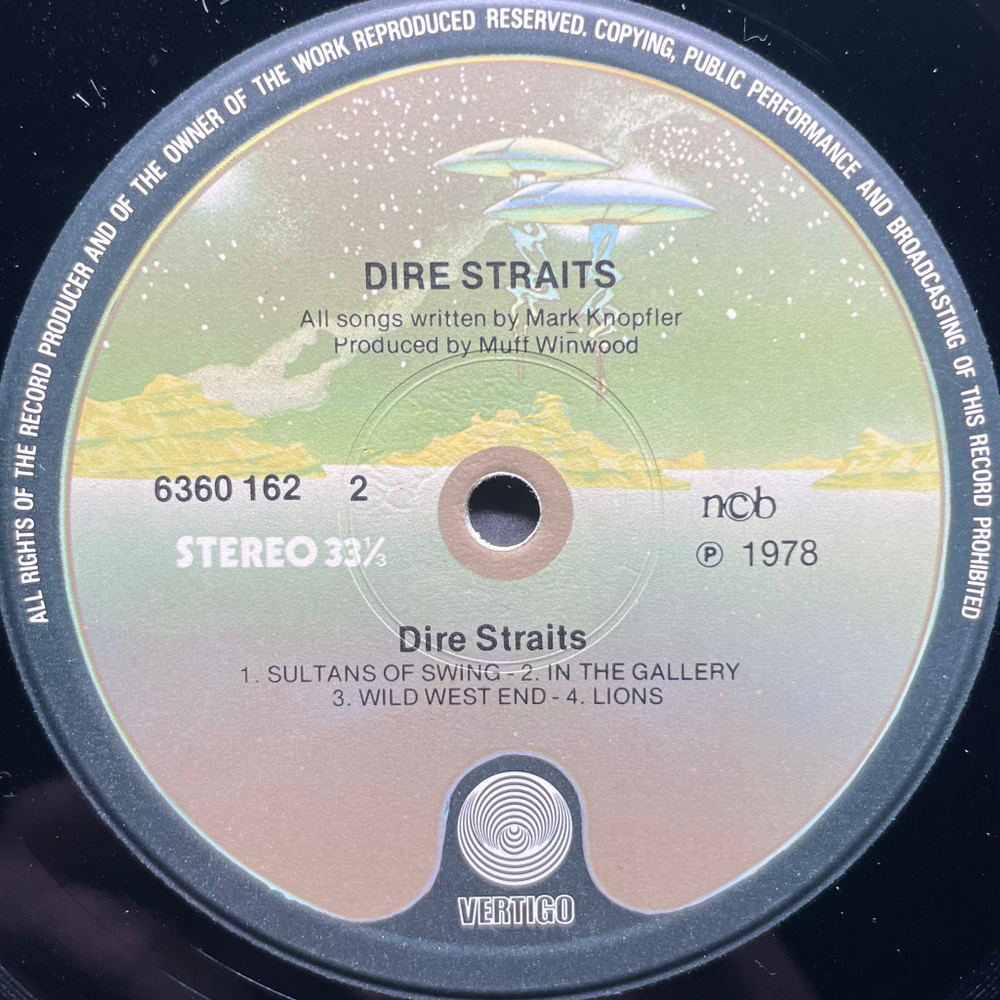 ALL RIGHTS OF THE RECORD PRODUCER AND OF THE OWNER OF THE WORK REPRODUCED RESERVED. COPYING, PUBLIC PERFORMANCE AND BROADCASTING OF THIS RECORD PROHIBITED
DIRE STRAITS
All songs written by Mark Knopfler
Produced by Muff Winwood
6360 162 2
STEREO 33⅓
ncb
℗ 1978
Dire Straits
1. SULTANS OF SWING - 2. IN THE GALLERY
3. WILD WEST END - 4. LIONS
VERTIGO